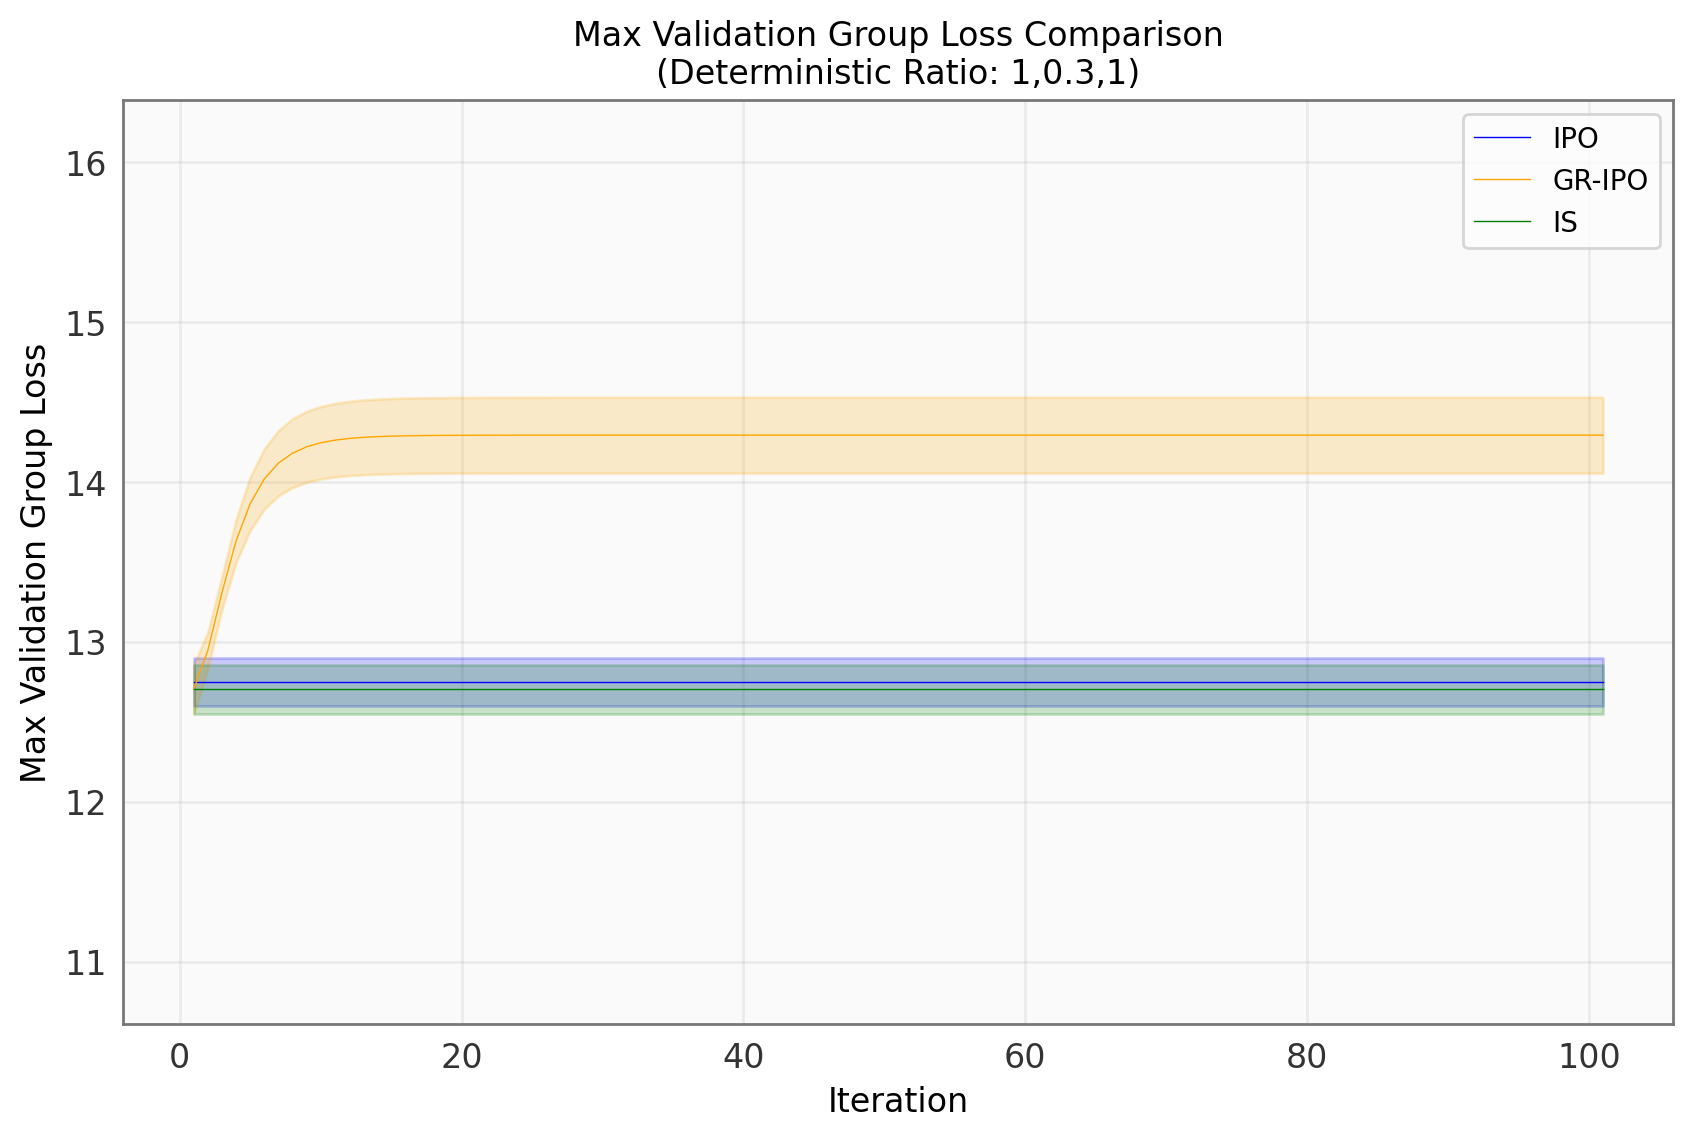 Max Validation Group Loss Comparison
(Deterministic Ratio: 1,0.3,1)
IPO
GR-IPO
IS
Max Validation Group Loss
16
15
14
13
12
11
0 20 40 60 80 100
Iteration